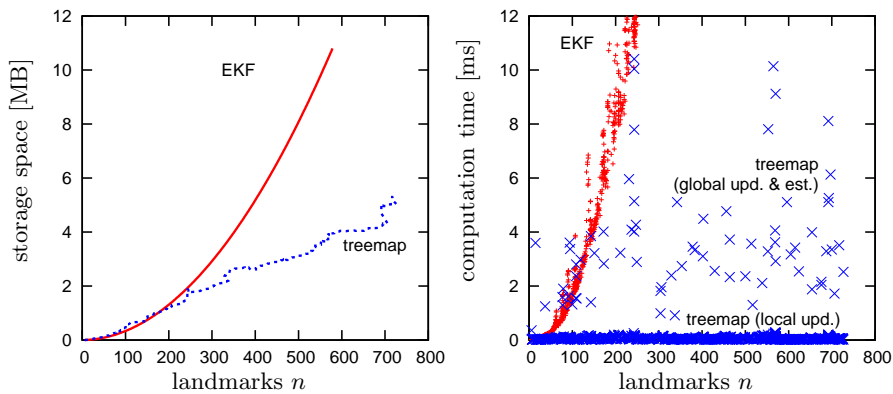 storage space [MB]
12
10
8
6
4
2
0
0 100 200 300 400 500 600 700 800
landmarks n
EKF
treemap
computation time [ms]
12
10
8
6
4
2
0
0 100 200 300 400 500 600 700 800
landmarks n
EKF
treemap
(global upd. & est.)
treemap (local upd.)